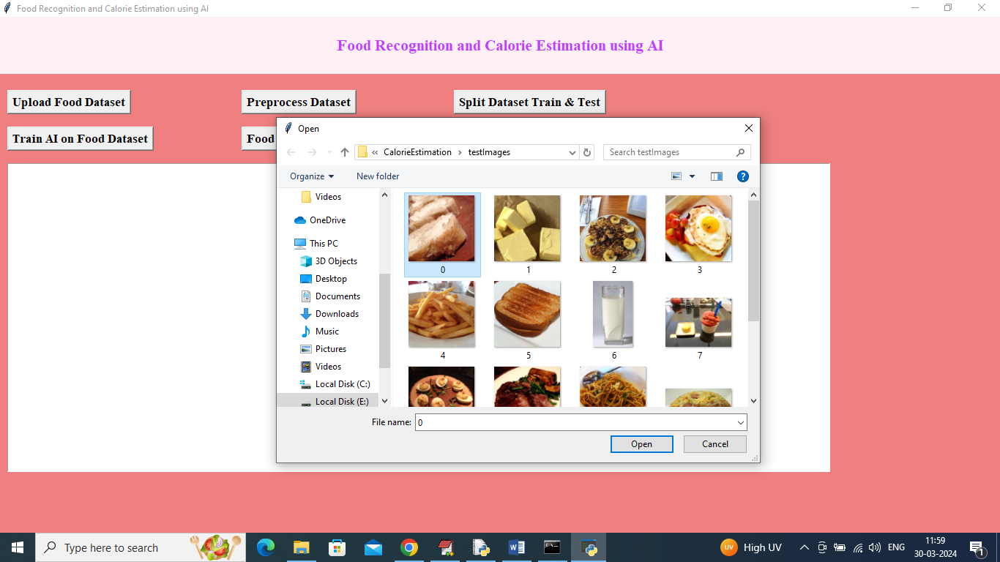 Food Recognition and Calorie Estimation using AI
Food Recognition and Calorie Estimation using AI
Upload Food Dataset
Preprocess Dataset
Split Dataset Train & Test
Train AI on Food Dataset
Food
Open
« CalorieEstimation › testImages
Search testImages
Organize
New folder
?
Videos
OneDrive
This PC
3D Objects
Desktop
Documents
Downloads
Music
Pictures
Videos
Local Disk (C:)
Local Disk (E:)
0
1
2
3
4
5
6
7
File name:
0
Open
Cancel
Type here to search
UV
High UV
ENG
11:59
30-03-2024
1